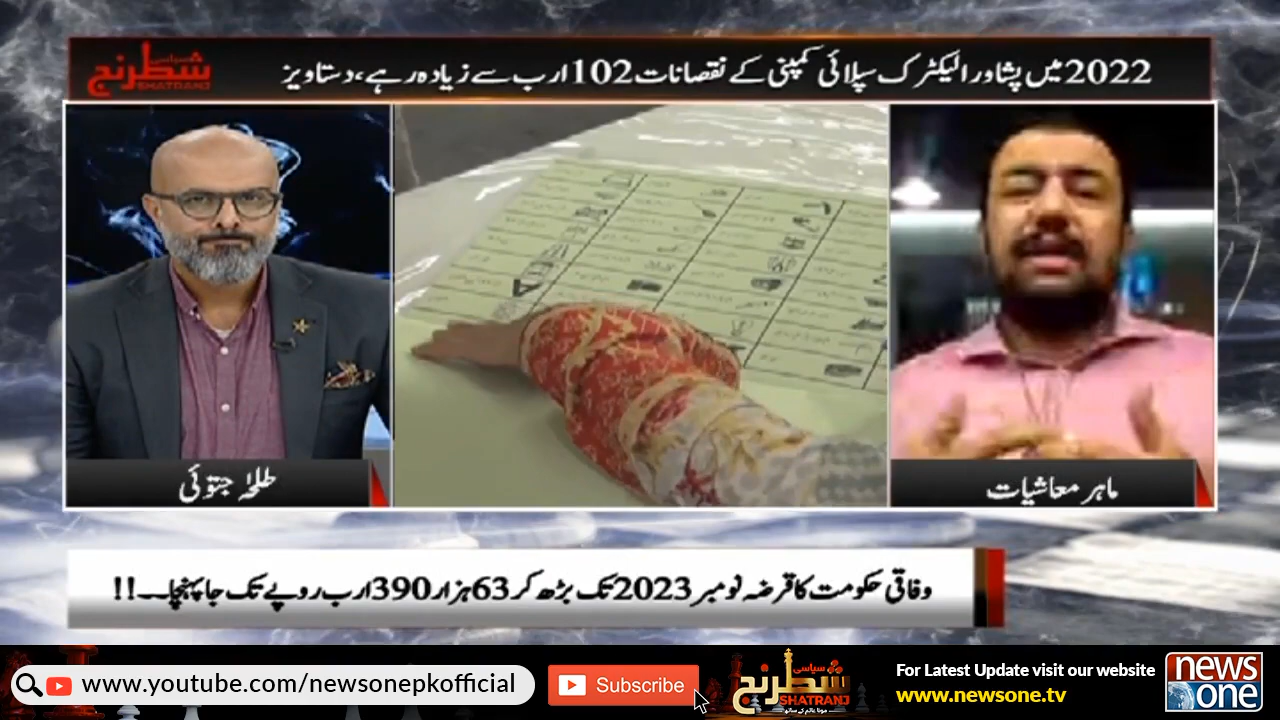 سیاسی
شطرنج
SHATRANJ
2022 میں پشاور الیکٹرک سپلائی کمپنی کے نقصانات 102 ارب سے زیادہ رہے، دستاویز
طلحہٰ جتوئی
ماہر معاشیات
وفاقی حکومت کا قرضہ نومبر 2023 تک بڑھ کر 63 ہزار 390 ارب روپے تک جا پہنچا۔۔!!
www.youtube.com/newsonepkofficial
Subscribe
سیاسی
شطرنج
SHATRANJ
For Latest Update visit our website
www.newsone.tv
news
one